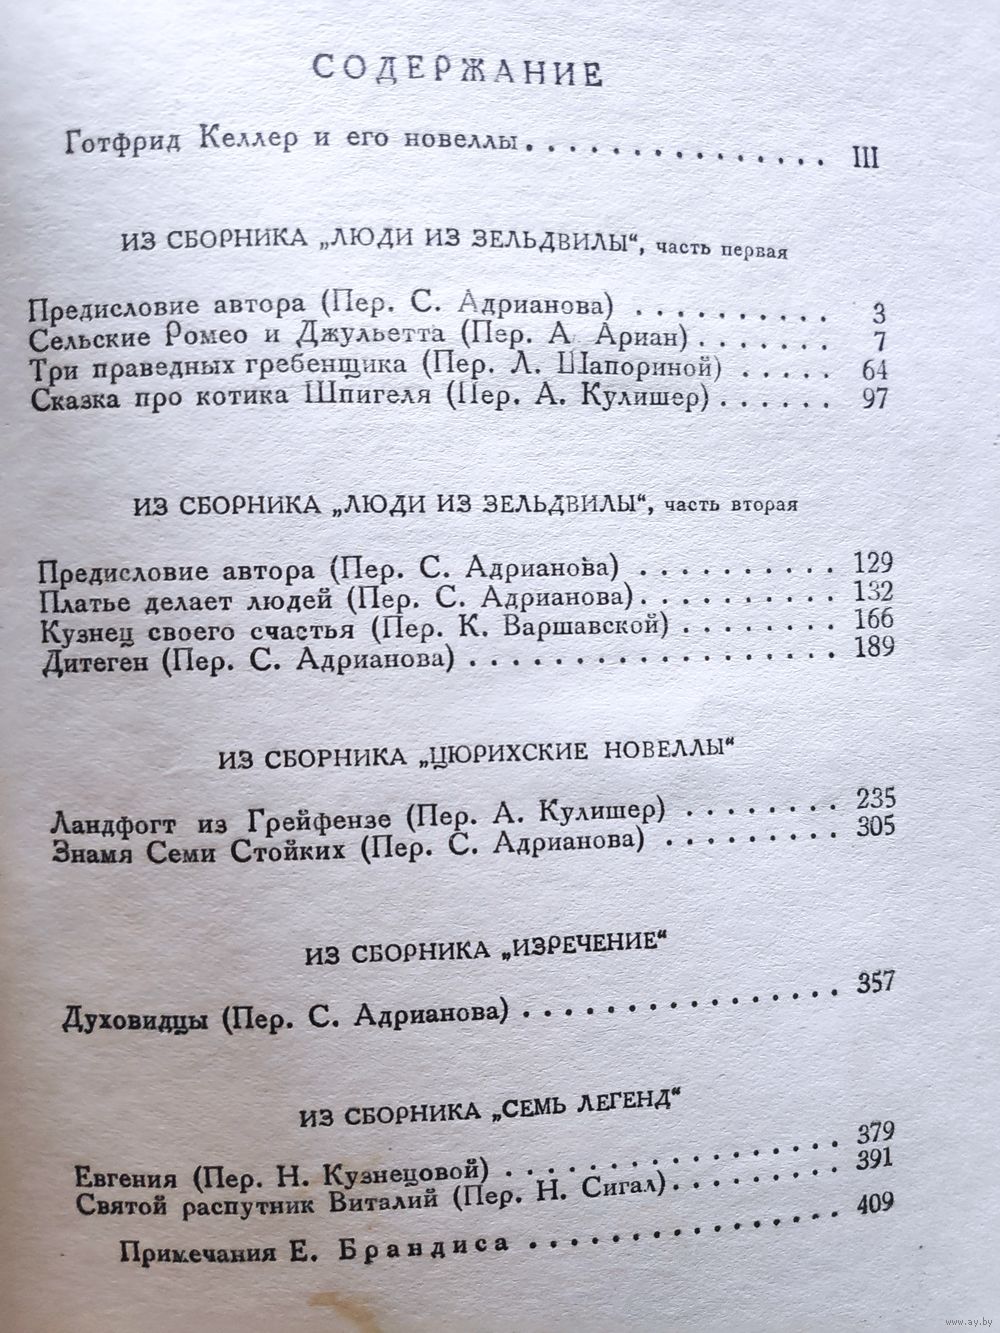 СОДЕРЖАНИЕ
Готфрид Келлер и его новеллы . . . . . . . . . . . . . . . III
ИЗ СБОРНИКА „ЛЮДИ ИЗ ЗЕЛЬДВИЛЫ“, часть первая
Предисловие автора (Пер. С. Адрианова) . . . . . . . . . . 3
Сельские Ромео и Джульетта (Пер. А. Ариан) . . . . . . . 7
Три праведных гребенщика (Пер. Л. Шапориной) . . . . . 64
Сказка про котика Шпигеля (Пер. А. Кулишер) . . . . . . 97
ИЗ СБОРНИКА „ЛЮДИ ИЗ ЗЕЛЬДВИЛЫ“, часть вторая
Предисловие автора (Пер. С. Адрианова) . . . . . . . . . . 129
Платье делает людей (Пер. С. Адрианова) . . . . . . . . . . 132
Кузнец своего счастья (Пер. К. Варшавской) . . . . . . . . 166
Дитеген (Пер. С. Адрианова) . . . . . . . . . . . . . . . . . . 189
ИЗ СБОРНИКА „ЦЮРИХСКИЕ НОВЕЛЛЫ“
Ландфогт из Грейфензе (Пер. А. Кулишер) . . . . . . . . 235
Знамя Семи Стойких (Пер. С. Адрианова) . . . . . . . . . 305
ИЗ СБОРНИКА „ИЗРЕЧЕНИЕ“
Духовидцы (Пер. С. Адрианова) . . . . . . . . . . . . . . . . 357
ИЗ СБОРНИКА „СЕМЬ ЛЕГЕНД“
Евгения (Пер. Н. Кузнецовой) . . . . . . . . . . . . . . . . . 379
Святой распутник Виталий (Пер. Н. Сигал) . . . . . . . . . 391
Примечания Е. Брандиса . . . . . . . . . . . . . . . . 409
www.ay.by